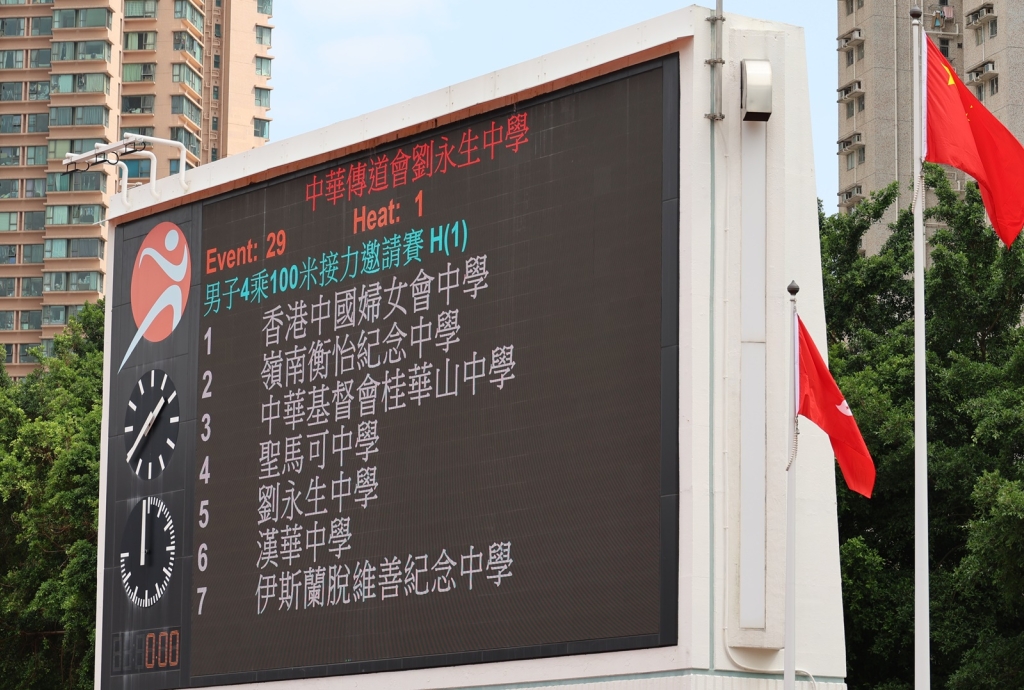 中華傳道會劉永生中學
Event: 29 Heat: 1
男子4乘100米接力邀請賽 H(1)
1 香港中國婦女會中學
2 嶺南衡怡紀念中學
3 中華基督會桂華山中學
4 聖馬可中學
5 劉永生中學
6 漢華中學
7 伊斯蘭脫維善紀念中學
0:00